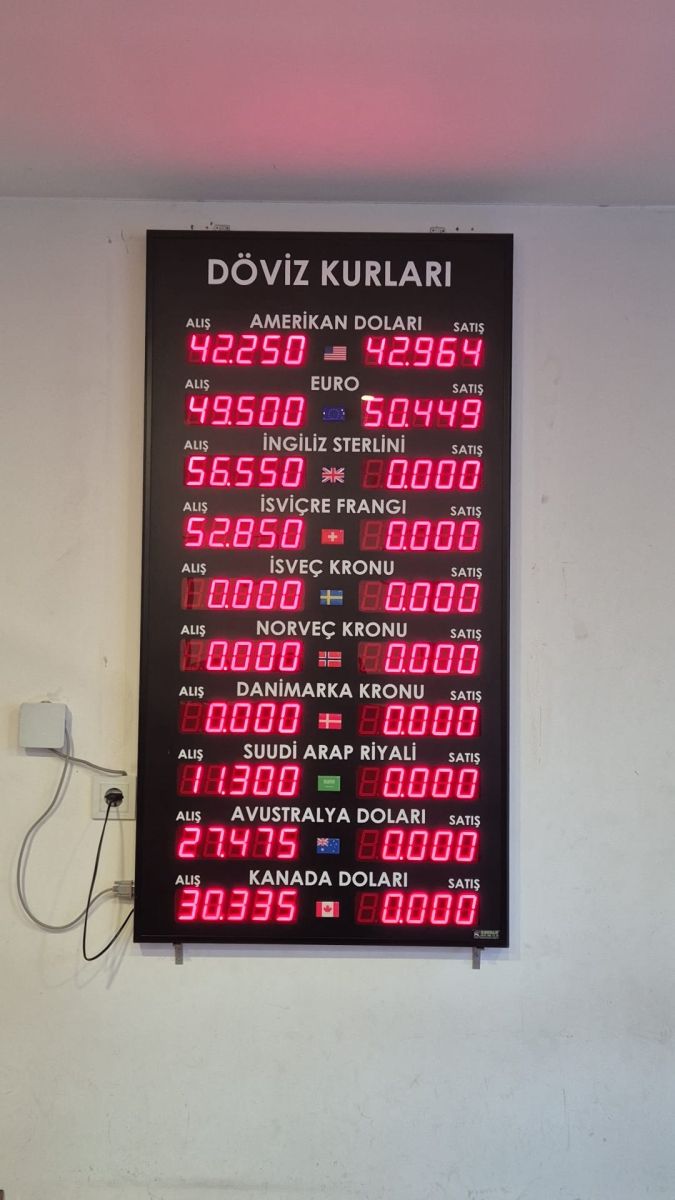 DÖVİZ KURLARI
ALIŞ AMERİKAN DOLARI SATIŞ
42.250 42.964
ALIŞ EURO SATIŞ
49.500 50.449
ALIŞ İNGİLİZ STERLİNİ SATIŞ
56.550 0.000
ALIŞ İSVİÇRE FRANGI SATIŞ
52.850 0.000
ALIŞ İSVEÇ KRONU SATIŞ
0.000 0.000
ALIŞ NORVEÇ KRONU SATIŞ
0.000 0.000
ALIŞ DANİMARKA KRONU SATIŞ
0.000 0.000
ALIŞ SUUDİ ARAP RİYALİ SATIŞ
11.300 0.000
ALIŞ AVUSTRALYA DOLARI SATIŞ
27.475 0.000
ALIŞ KANADA DOLARI SATIŞ
30.335 0.000